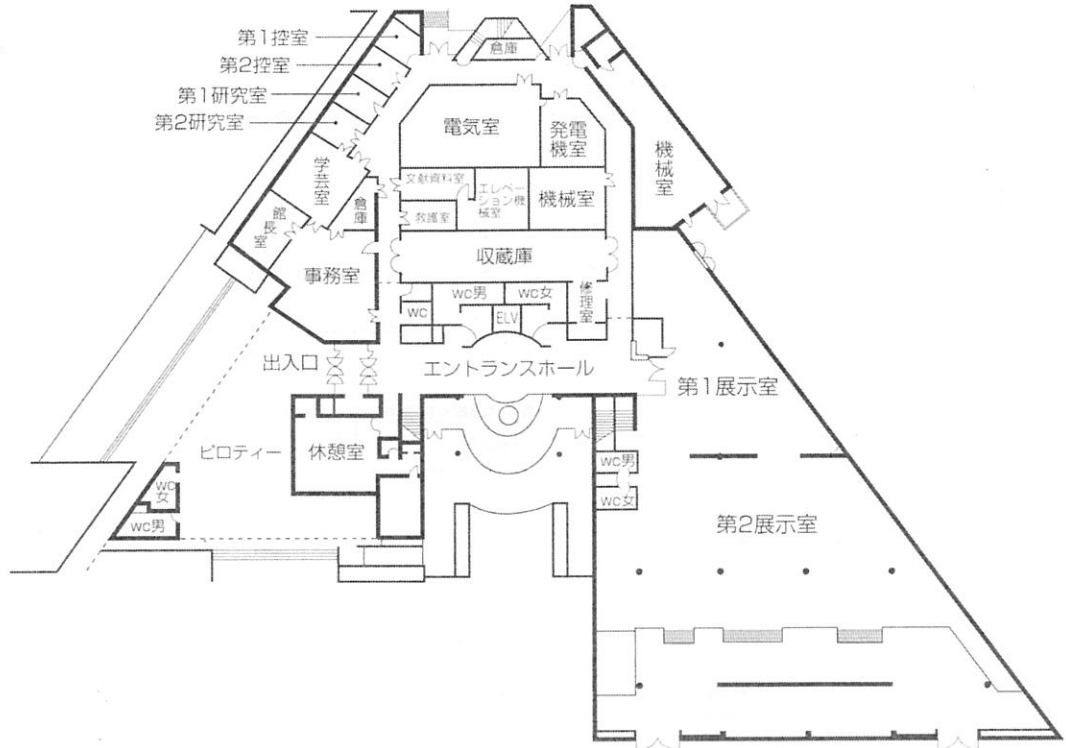 第1控室
第2控室
第1研究室
第2研究室
倉庫
電気室
発電
機室
機械室
学芸室
文献資料室
エレベー
ション機
械室
機械室
救護室
倉庫
館長室
事務室
収蔵庫
WC男
WC女
修理室
WC
ELV
出入口
エントランスホール
第1展示室
ピロティー
休憩室
WC男
WC女
WC
女
WC男
第2展示室